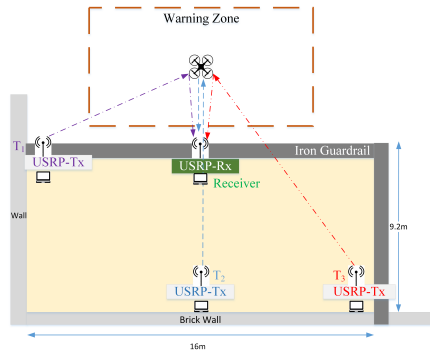 Warning Zone
T1
Iron Guardrail
USRP-Tx
USRP-Rx
Receiver
Wall
9.2m
T2
T3
USRP-Tx
USRP-Tx
Brick Wall
16m